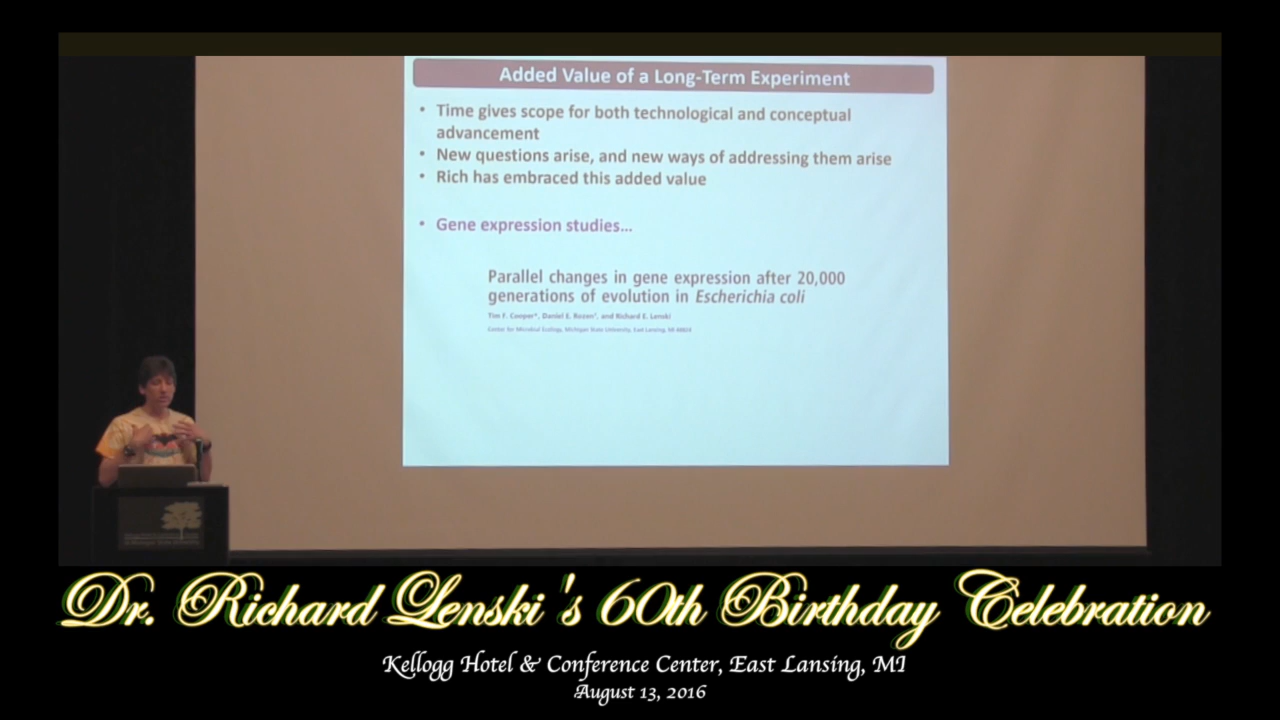 Added Value of a Long-Term Experiment
• Time gives scope for both technological and conceptual
advancement
• New questions arise, and new ways of addressing them arise
• Rich has embraced this added value
• Gene expression studies...
Parallel changes in gene expression after 20,000
generations of evolution in Escherichia coli
Tim F. Cooper*, Daniel E. Rozen*, and Richard E. Lenski
Center for Microbial Ecology, Michigan State University, East Lansing, MI 48824
Dr. Richard Lenski's 60th Birthday Celebration
Kellogg Hotel & Conference Center, East Lansing, MI
August 13, 2016